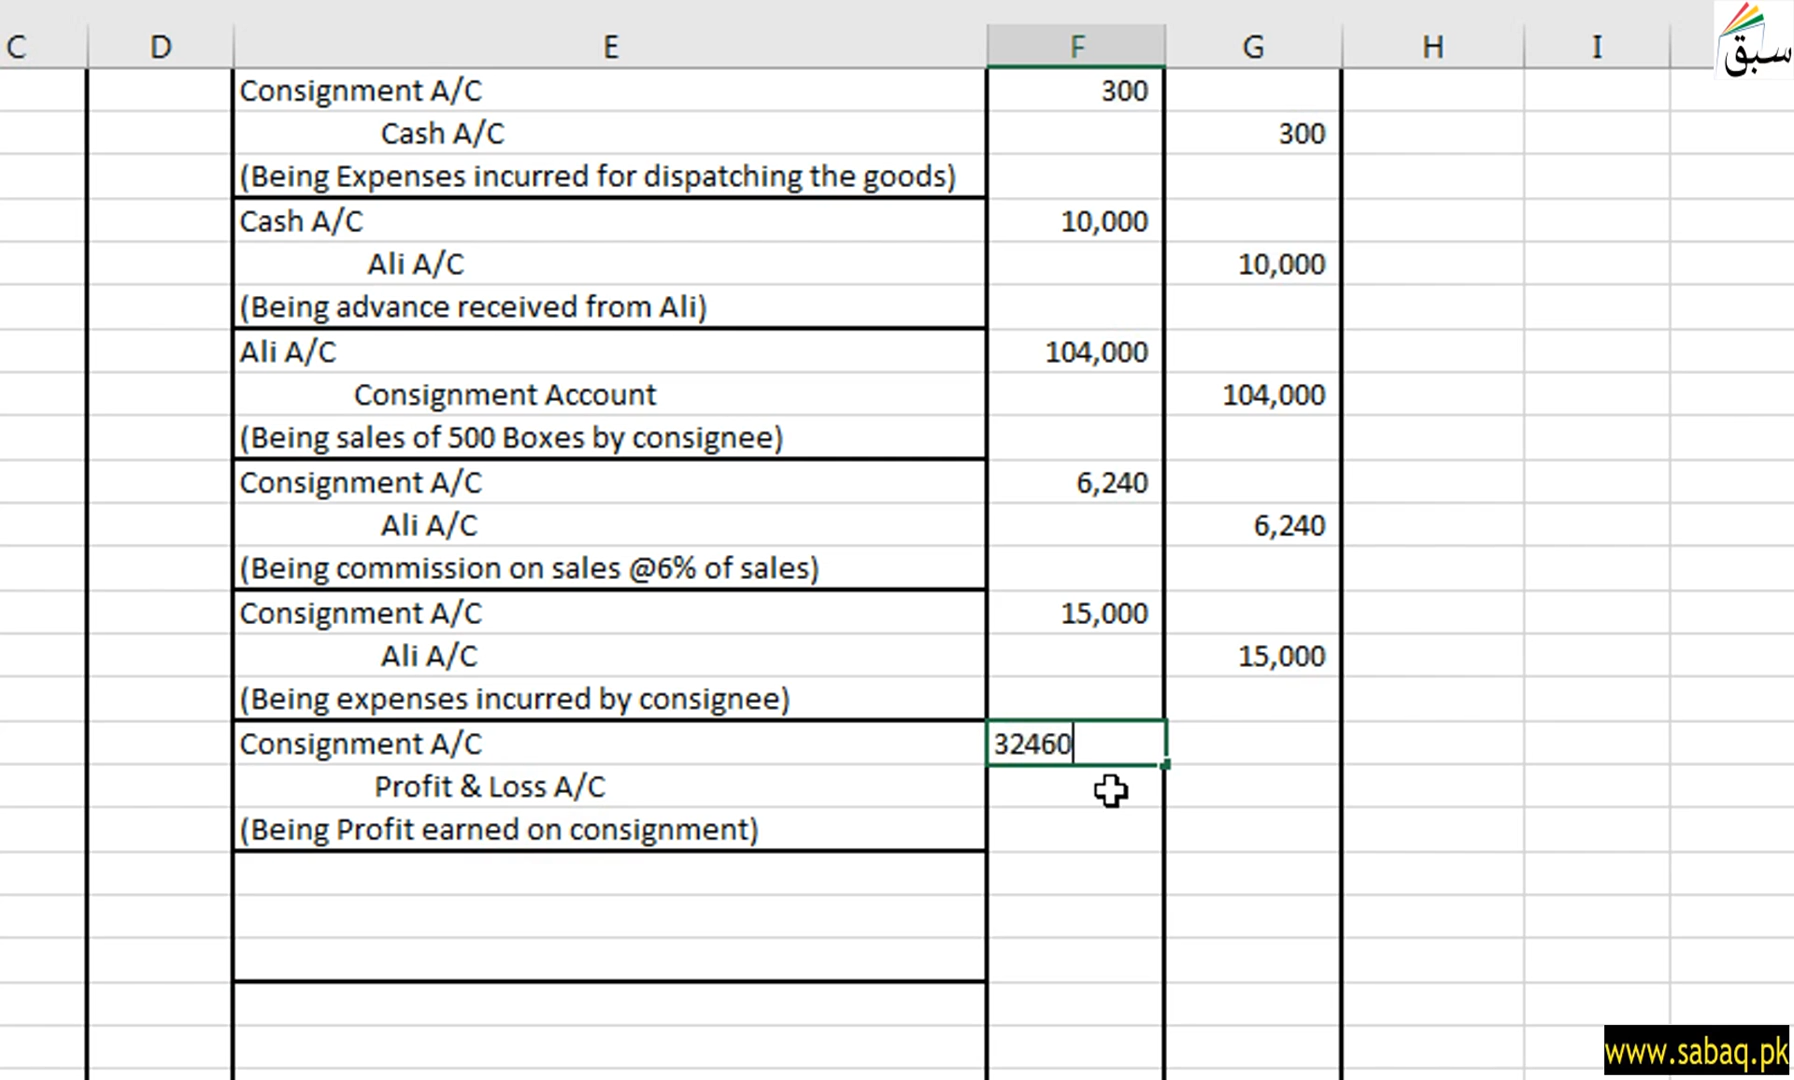 C D E F G H I
سبق
Consignment A/C 300
Cash A/C 300
(Being Expenses incurred for dispatching the goods)
Cash A/C 10,000
Ali A/C 10,000
(Being advance received from Ali)
Ali A/C 104,000
Consignment Account 104,000
(Being sales of 500 Boxes by consignee)
Consignment A/C 6,240
Ali A/C 6,240
(Being commission on sales @6% of sales)
Consignment A/C 15,000
Ali A/C 15,000
(Being expenses incurred by consignee)
Consignment A/C 32460
Profit & Loss A/C
(Being Profit earned on consignment)
www.sabaq.pk